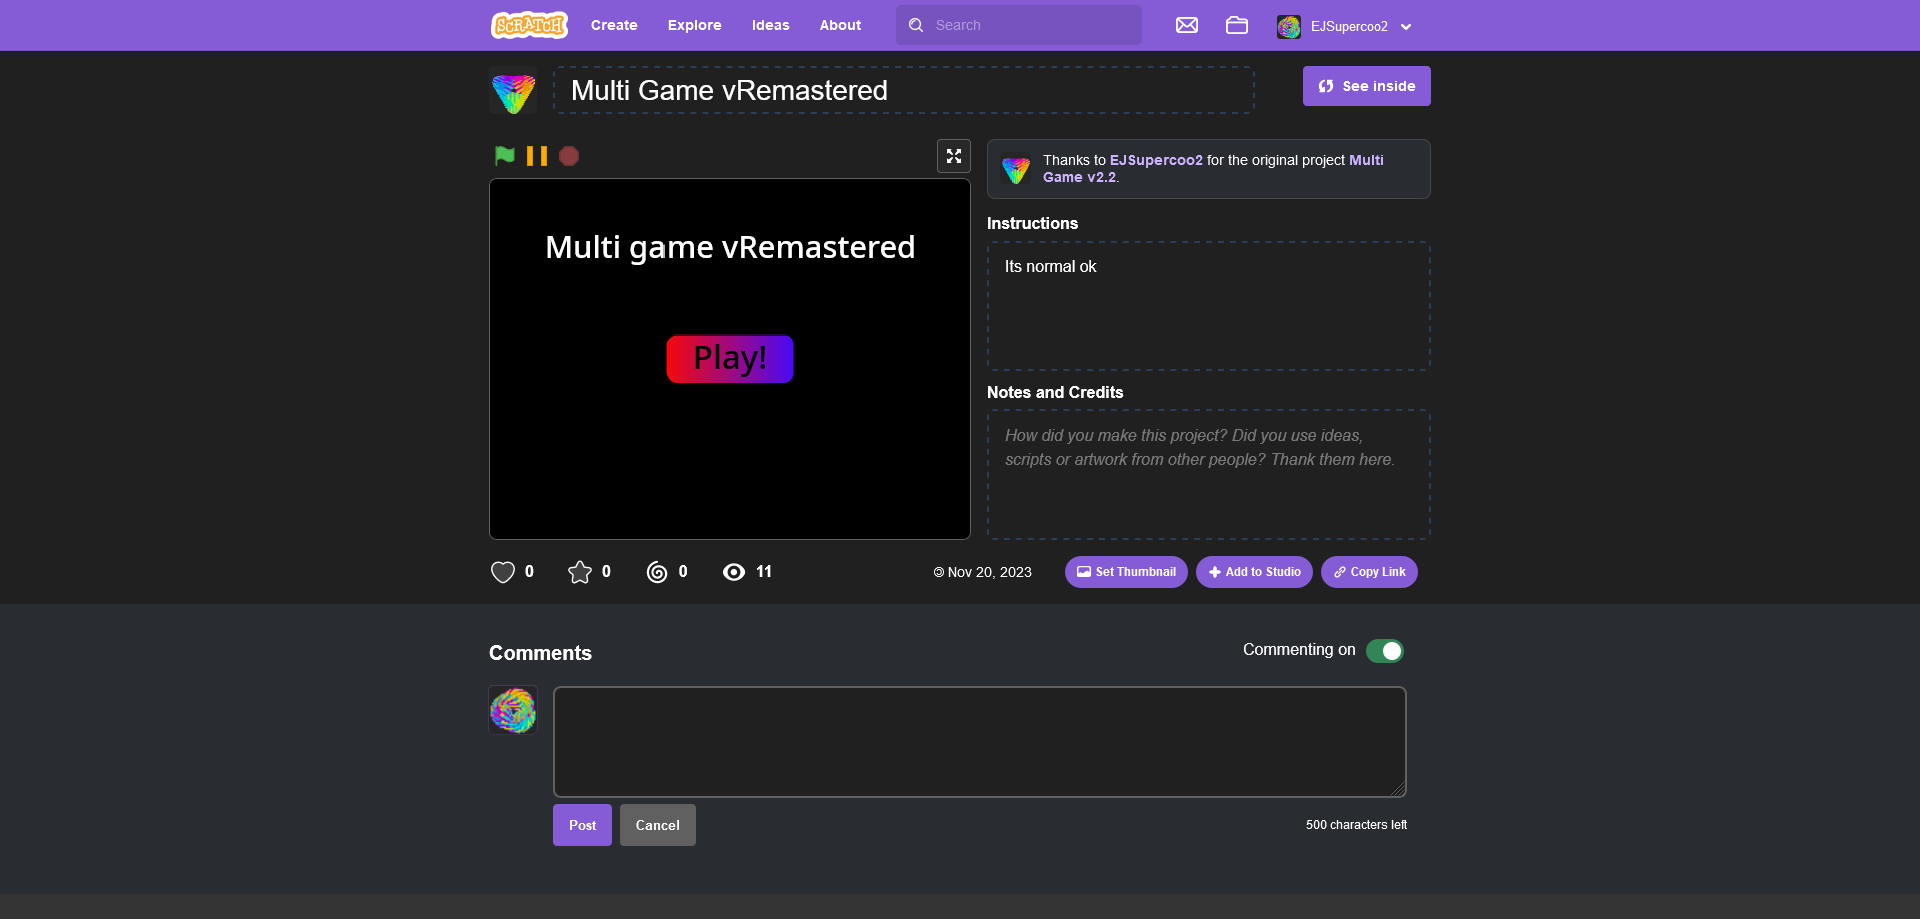 SCRATCH Create Explore Ideas About Search EJSupercoo2
Multi Game vRemastered
See inside
Thanks to EJSupercoo2 for the original project Multi
Game v2.2.
Multi game vRemastered
Play!
Instructions
Its normal ok
Notes and Credits
How did you make this project? Did you use ideas,
scripts or artwork from other people? Thank them here.
0 0 0 11
© Nov 20, 2023
Set Thumbnail
Add to Studio
Copy Link
Comments
Commenting on
Post
Cancel
500 characters left